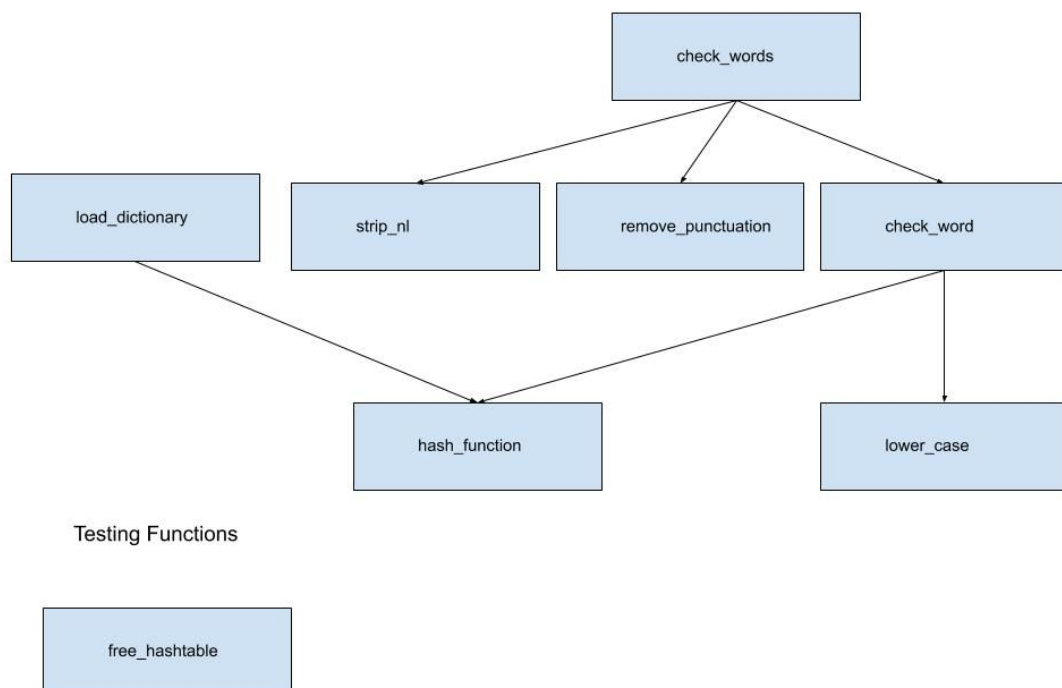 check_words
load_dictionary
strip_nl
remove_punctuation
check_word
hash_function
lower_case
Testing Functions
free_hashtable